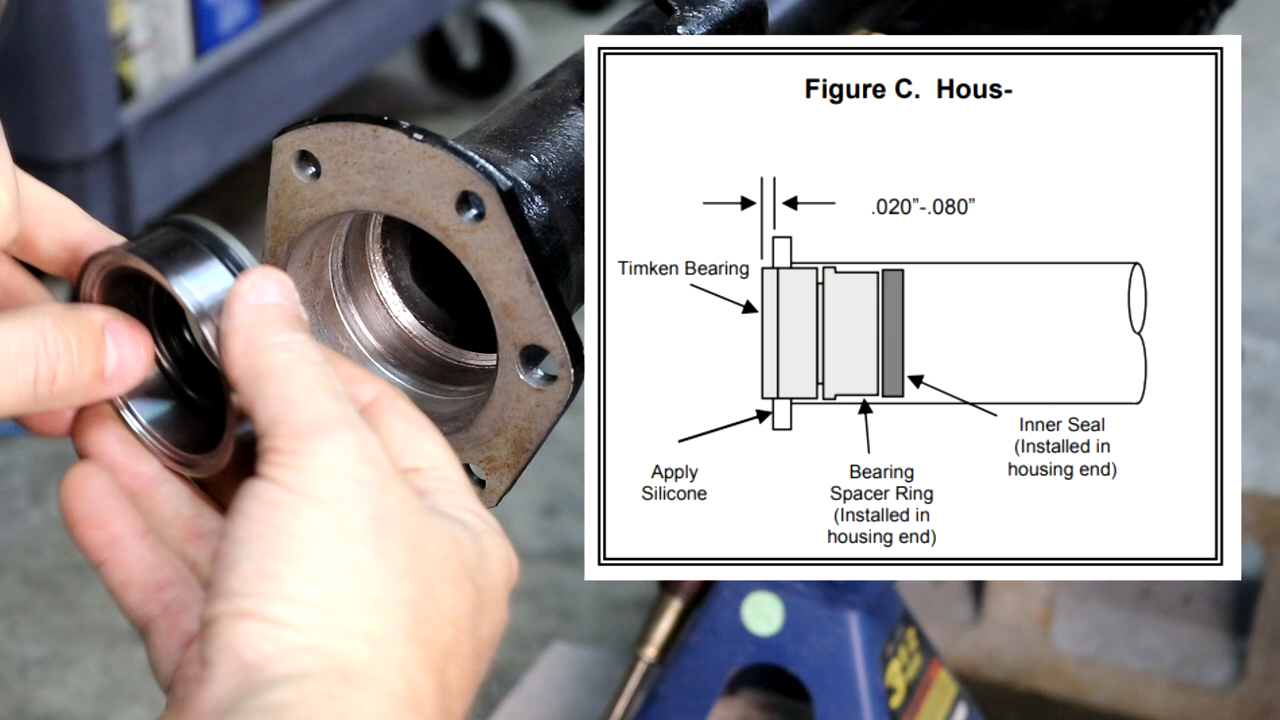 Figure C.  Hous-
.020”-.080”
Timken Bearing
Apply
Silicone
Bearing
Spacer Ring
(Installed in
housing end)
Inner Seal
(Installed in
housing end)